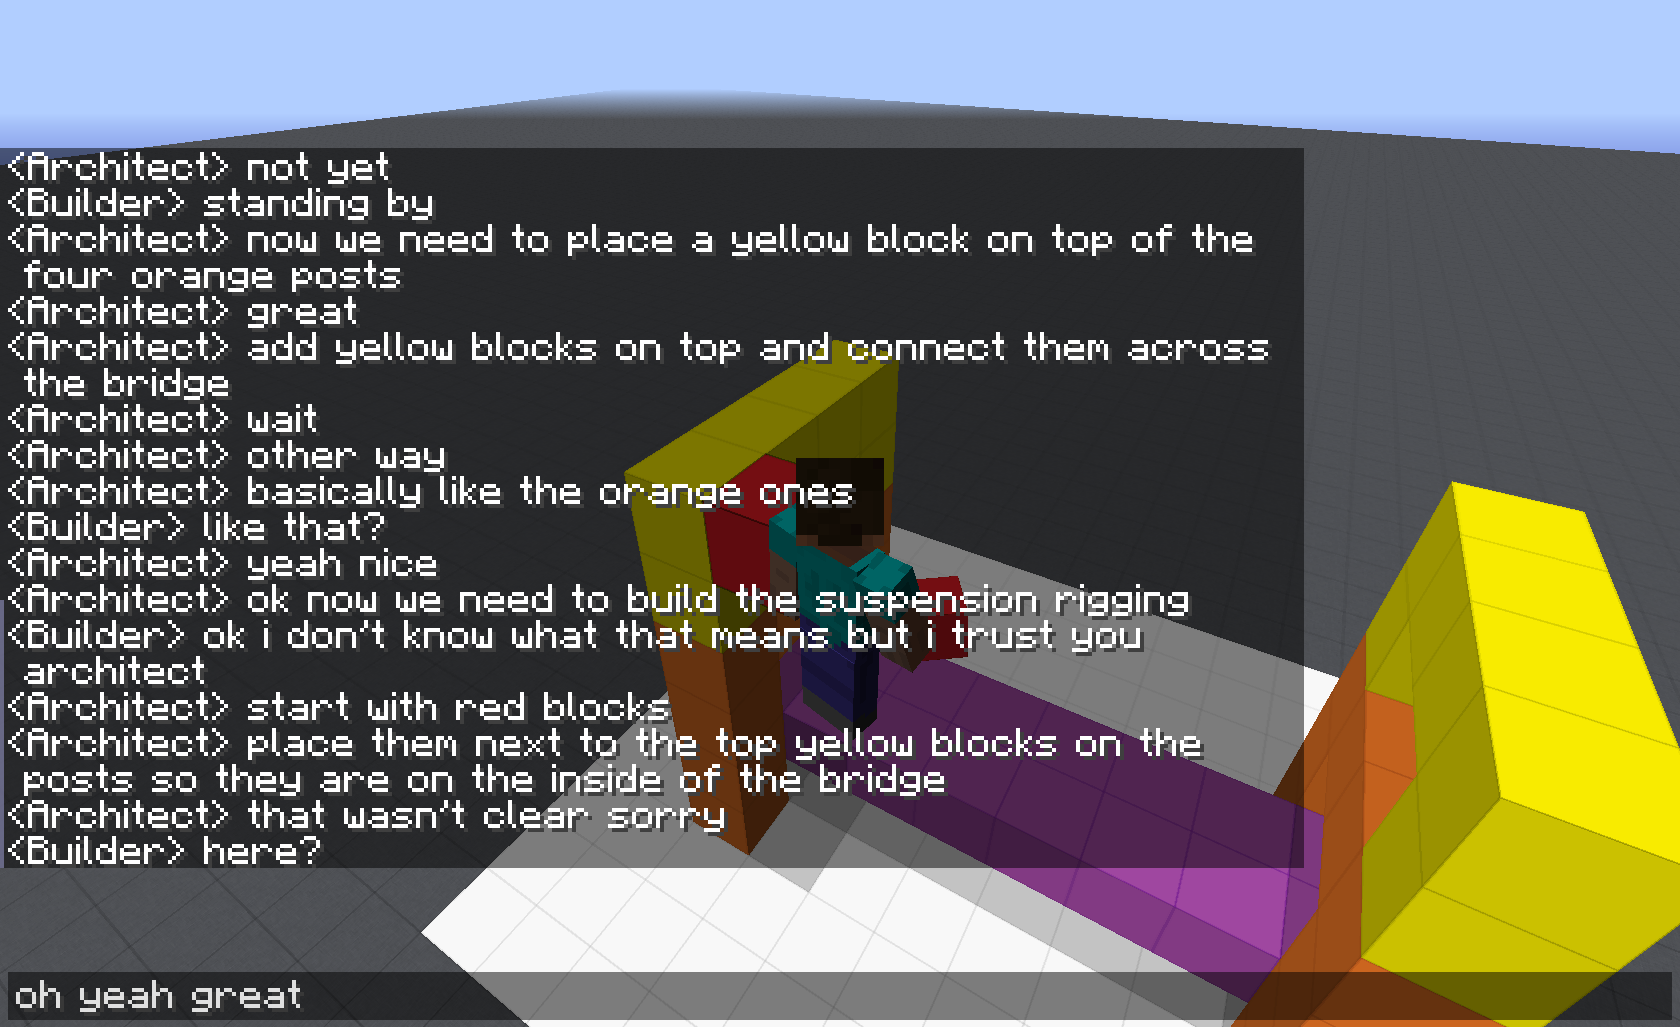 <Architect> not yet
<Builder> standing by
<Architect> now we need to place a yellow block on top of the
four orange posts
<Architect> great
<Architect> add yellow blocks on top and connect them across
the bridge
<Architect> wait
<Architect> other way
<Architect> basically like the orange ones
<Builder> like that?
<Architect> yeah nice
<Architect> ok now we need to build the suspension rigging
<Builder> ok i don't know what that means but i trust you
architect
<Architect> start with red blocks
<Architect> place them next to the top yellow blocks on the
posts so they are on the inside of the bridge
<Architect> that wasn't clear sorry
<Builder> here?
oh yeah great